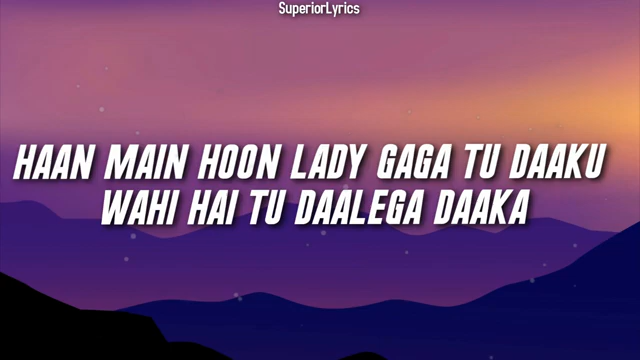 SuperiorLyrics
HAAN MAIN HOON LADY GAGA TU DAAKU
WAHI HAI TU DAALEGA DAAKA